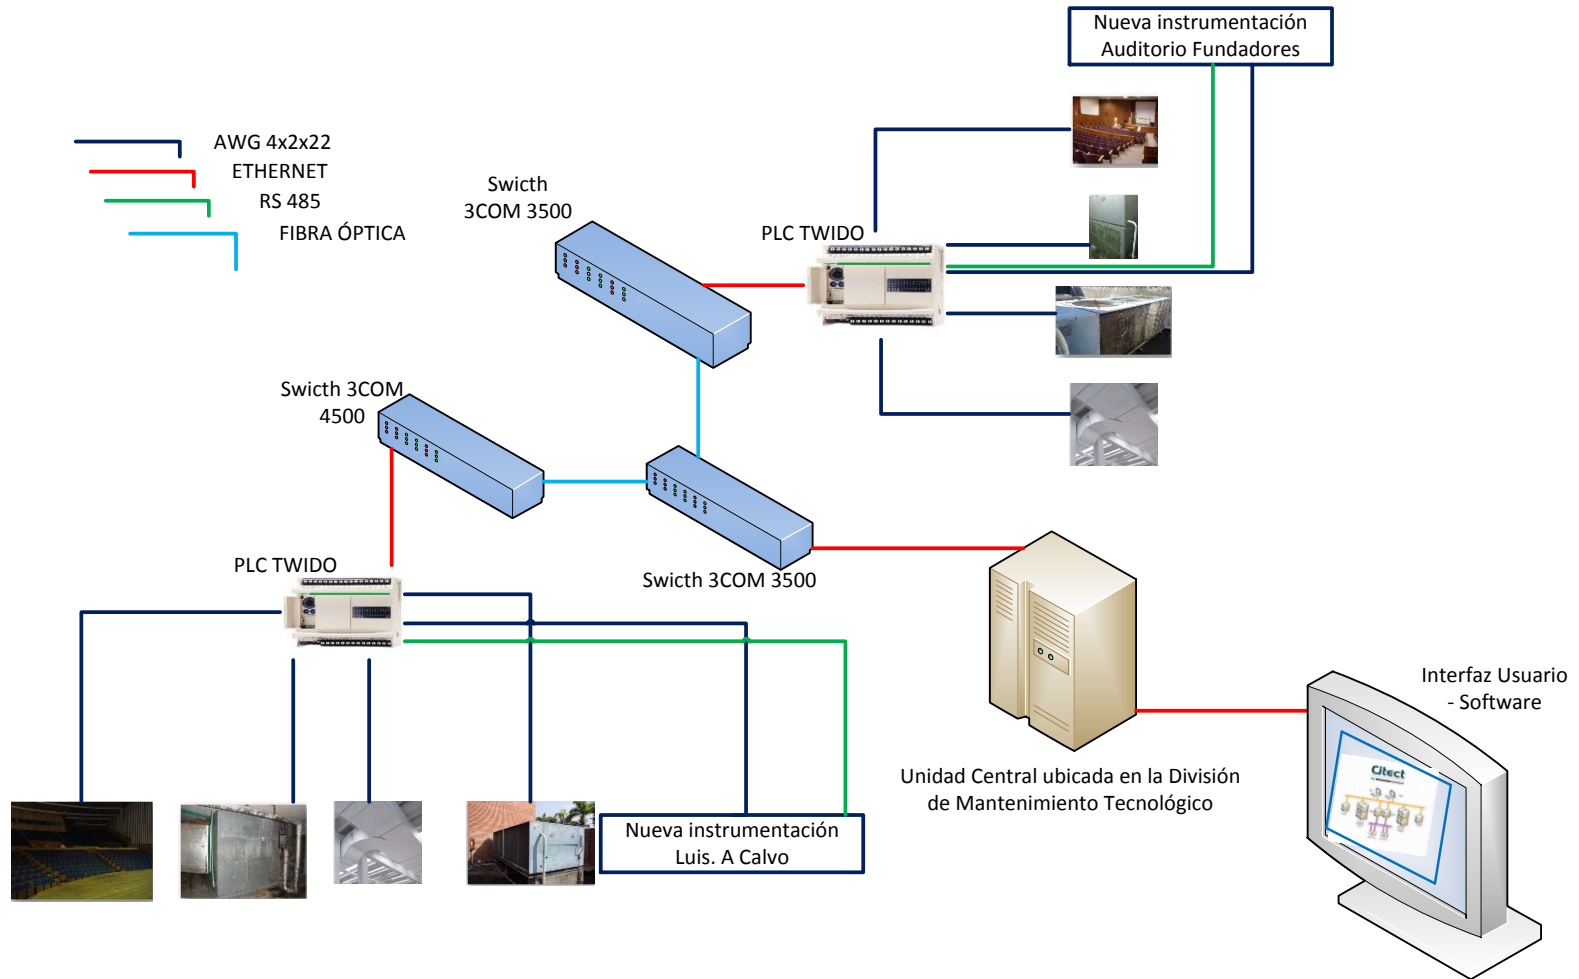 Nueva instrumentación
Auditorio Fundadores
AWG 4x2x22
ETHERNET
RS 485
FIBRA ÓPTICA
Swicth
3COM 3500
PLC TWIDO
Swicth 3COM
4500
Swicth 3COM 3500
PLC TWIDO
Interfaz Usuario
- Software
Unidad Central ubicada en la División
de Mantenimiento Tecnológico
Citect
Nueva instrumentación
Luis. A Calvo